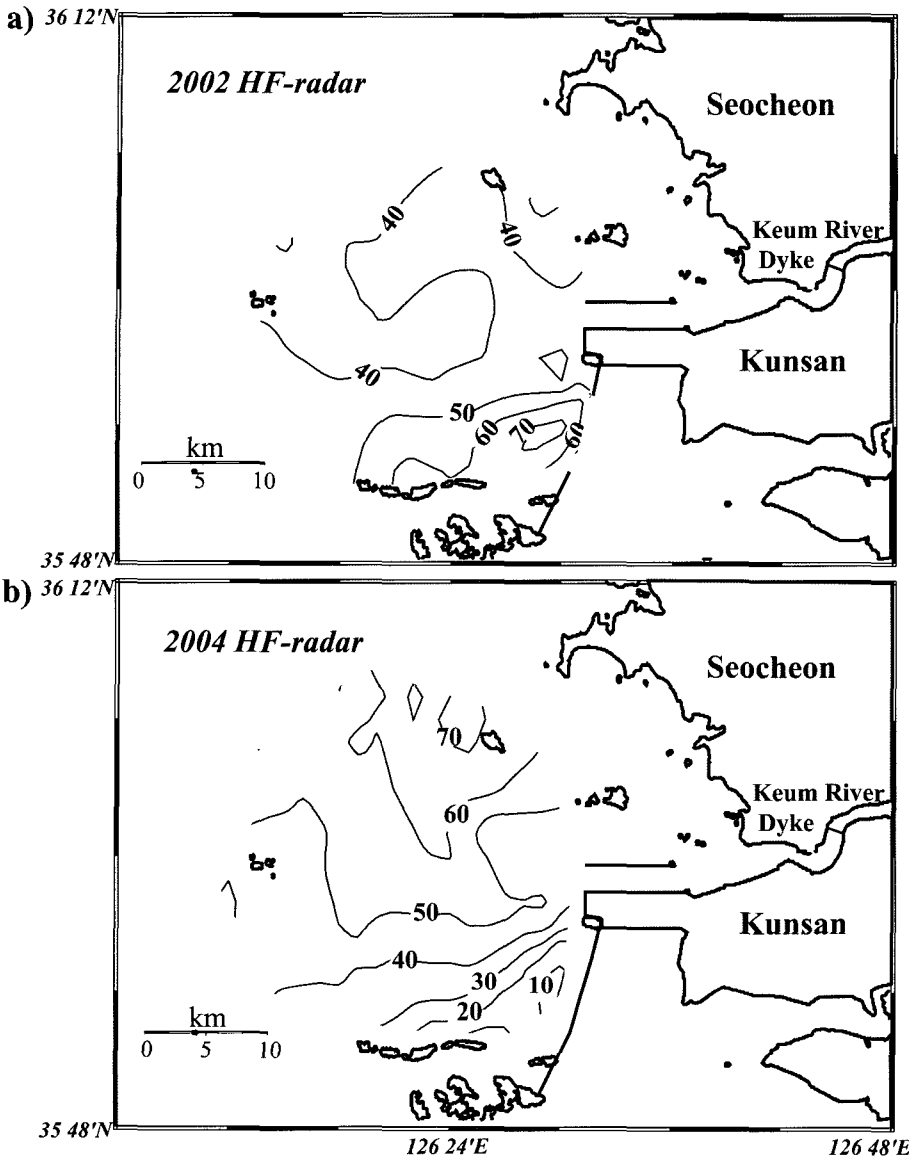 a) 36 12'N
2002 HF-radar
Seocheon
40
40
Keum River
Dyke
Kunsan
40
50
60
70
60
km
0 5 10
35 48'N
b) 36 12'N
2004 HF-radar
Seocheon
70
Keum River
Dyke
60
50
Kunsan
40
30
10
20
km
0 5 10
35 48'N
126 24'E
126 48'E